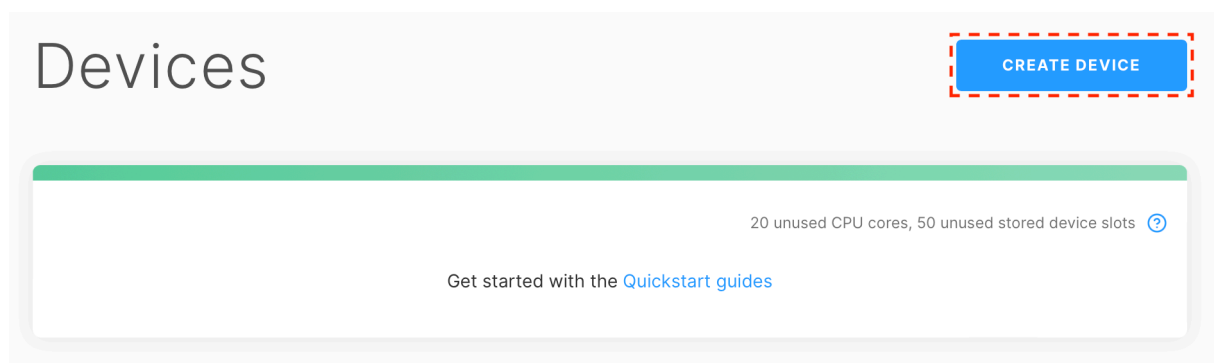 Devices
CREATE DEVICE
20 unused CPU cores, 50 unused stored device slots ?
Get started with the Quickstart guides